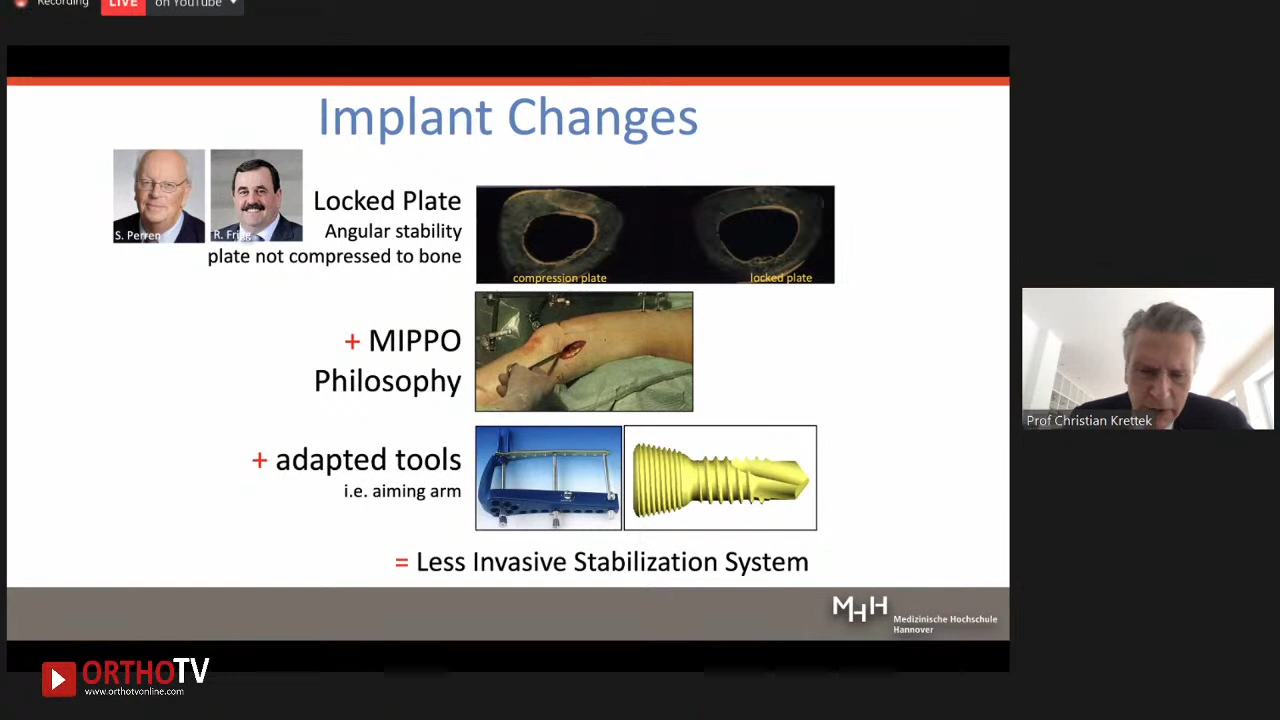 Recording
LIVE on YouTube
Implant Changes
S. Perren
R. Frigg
Locked Plate
Angular stability
plate not compressed to bone
compression plate
locked plate
+ MIPPO
Philosophy
+ adapted tools
i.e. aiming arm
= Less Invasive Stabilization System
MHH
Medizinische Hochschule
Hannover
Prof Christian Krettek
ORTHOTV
www.orthotvonline.com